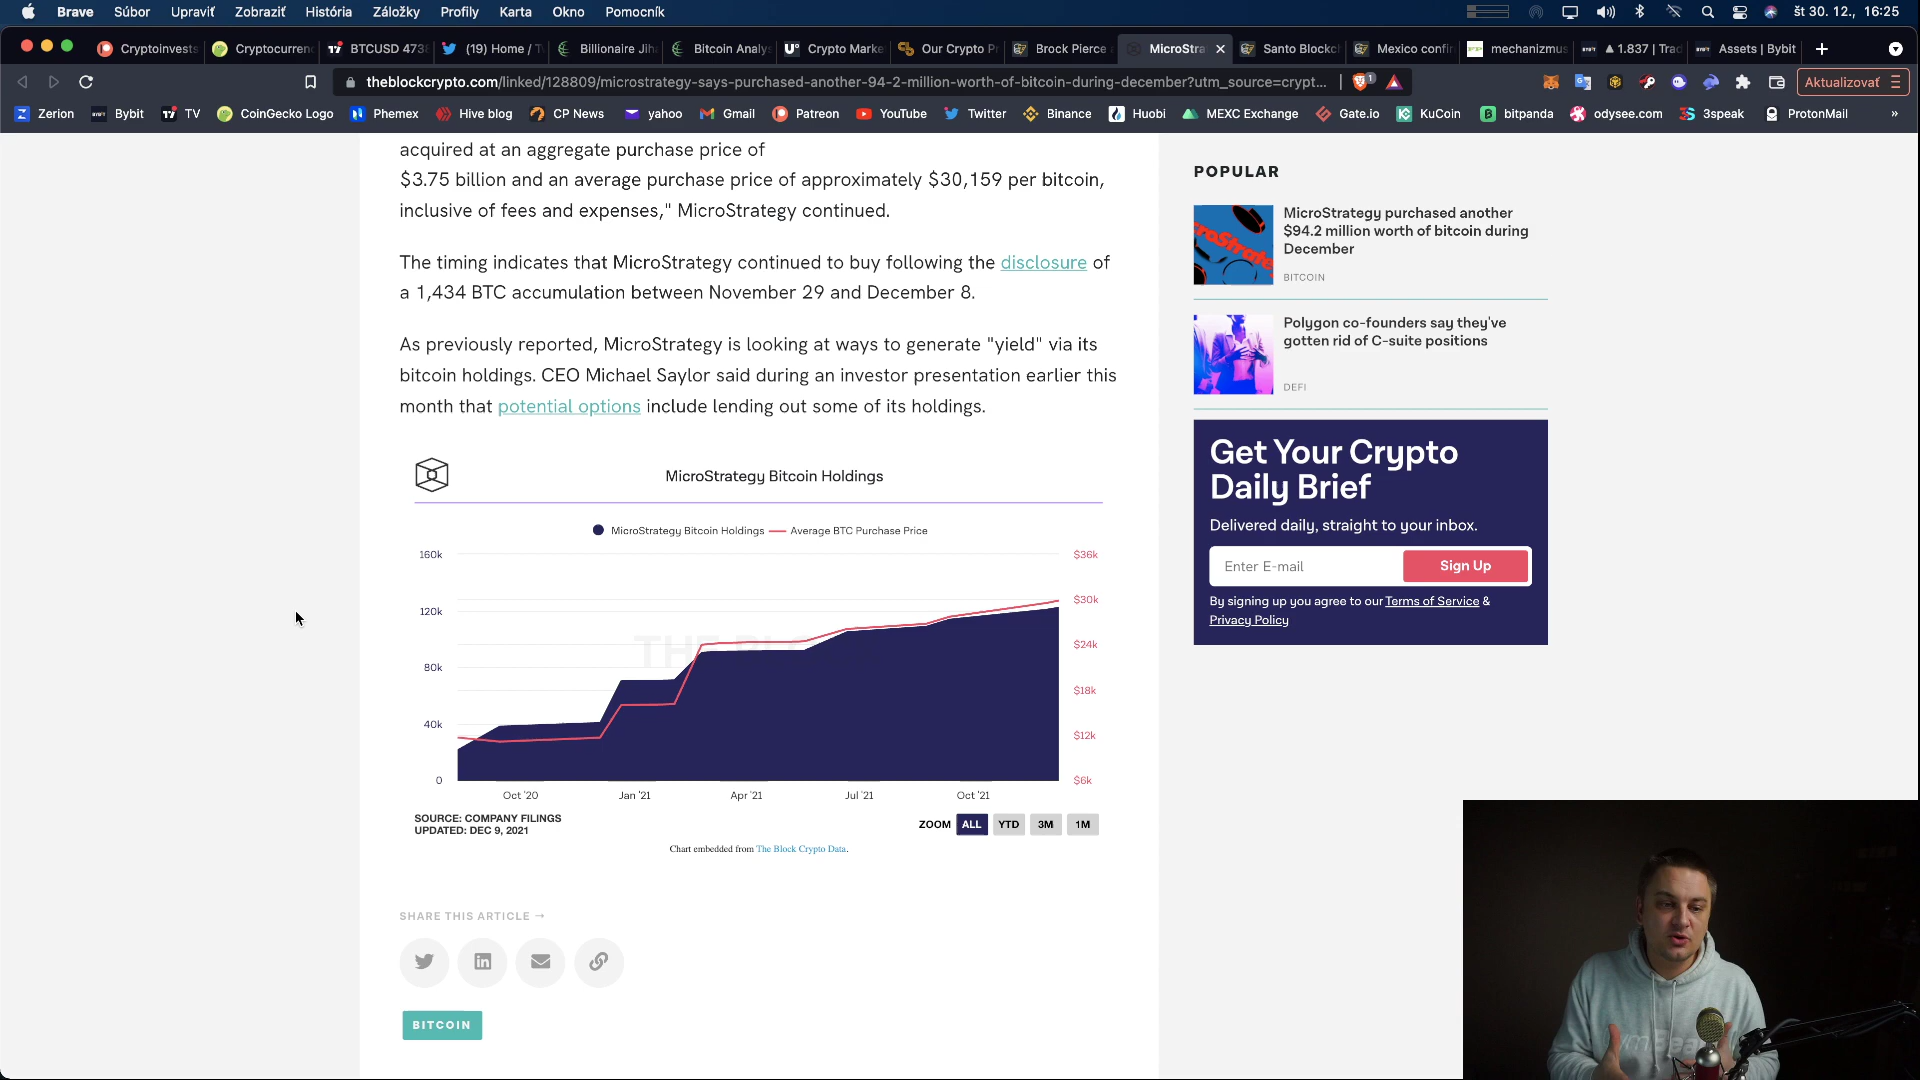 Brave Súbor Upraviť Zobraziť História Záložky Profily Karta Okno Pomocník
št 30. 12., 16:25
Cryptoinvest
Cryptocurren
BTCUSD 473
(19) Home / T
Billionaire Jih
Bitcoin Analy
Crypto Marke
Our Crypto P
Brock Pierce
MicroStra
Santo Blockc
Mexico confir
mechanizmus
▲1.837 | Trad
Assets | Bybit
theblockcrypto.com/linked/128809/microstrategy-says-purchased-another-94-2-million-worth-of-bitcoin-during-december?utm_source=crypt...
1
Aktualizovať
Zerion Bybit TV CoinGecko Logo Phemex Hive blog CP News yahoo Gmail Patreon YouTube Twitter Binance Huobi MEXC Exchange Gate.io KuCoin bitpanda odysee.com 3speak ProtonMail »
acquired at an aggregate purchase price of
$3.75 billion and an average purchase price of approximately $30,159 per bitcoin,
inclusive of fees and expenses," MicroStrategy continued.
The timing indicates that MicroStrategy continued to buy following the disclosure of
a 1,434 BTC accumulation between November 29 and December 8.
As previously reported, MicroStrategy is looking at ways to generate "yield" via its
bitcoin holdings. CEO Michael Saylor said during an investor presentation earlier this
month that potential options include lending out some of its holdings.
MicroStrategy Bitcoin Holdings
MicroStrategy Bitcoin Holdings Average BTC Purchase Price
160k
120k
80k
40k
0
$36k
$30k
$24k
$18k
$12k
$6k
Oct '20 Jan '21 Apr '21 Jul '21 Oct '21
SOURCE: COMPANY FILINGS
UPDATED: DEC 9, 2021
ZOOM ALL YTD 3M 1M
Chart embedded from The Block Crypto Data.
SHARE THIS ARTICLE →
BITCOIN
POPULAR
MicroStrategy purchased another
$94.2 million worth of bitcoin during
December
BITCOIN
Polygon co-founders say they've
gotten rid of C-suite positions
DEFI
Get Your Crypto
Daily Brief
Delivered daily, straight to your inbox.
Enter E-mail
Sign Up
By signing up you agree to our Terms of Service &
Privacy Policy